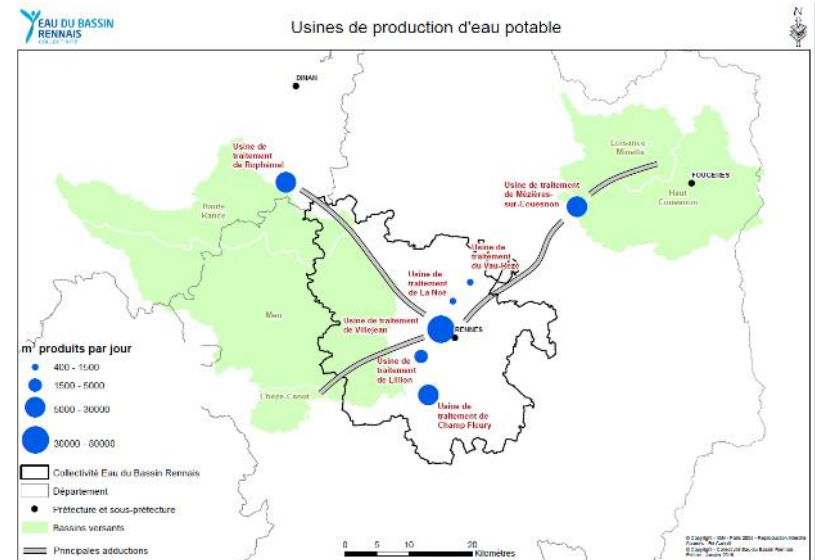 EAU DU BASSIN
RENNAIS
COLLECTIVITÉ
Usines de production d'eau potable
N
DINAN
Usine de
traitement
de Rophémel
Loisance
Minette
FOUGERES
Usine de traitement
de Mézières-
sur-Couesnon
Haut
Couesnon
Haute
Rance
Usine de
traitement
du Vau-Rezé
Usine de
traitement
de La Noë
Meu
Usine de traitement
de Villejean
RENNES
Usine de
traitement
de Lillion
Chèze-Canut
Usine de
traitement de
Champ Fleury
m³ produits par jour
400 - 1500
1500 - 5000
5000 - 30000
30000 - 80000
Collectivité Eau du Bassin Rennais
Département
Préfecture et sous-préfecture
Bassins versants
Principales adductions
0 5 10 20
Kilomètres